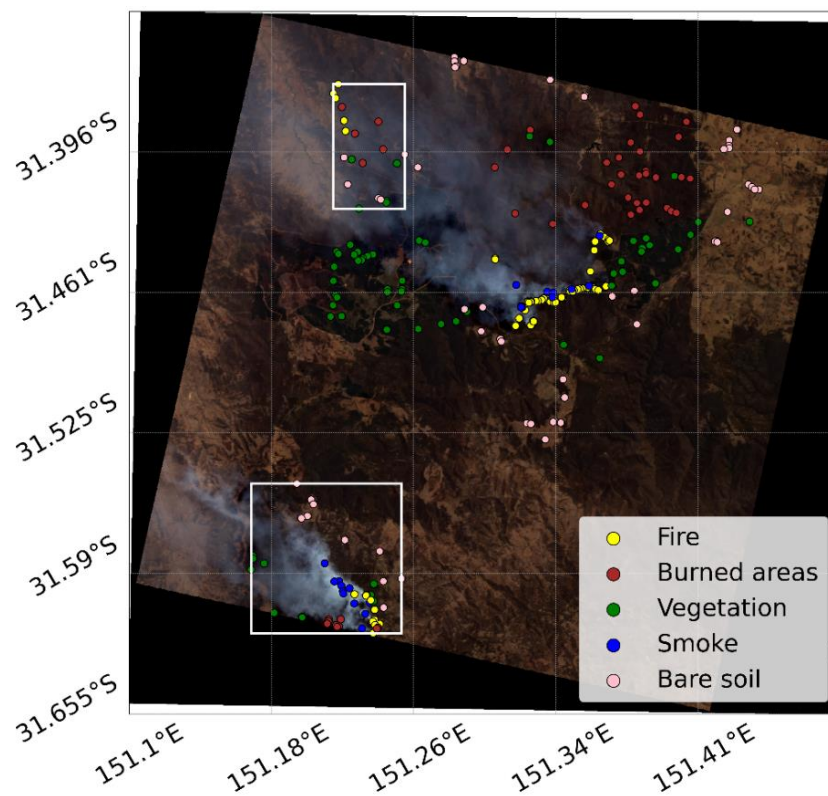 31.396°S
31.461°S
31.525°S
31.59°S
31.655°S
151.1°E
151.18°E
151.26°E
151.34°E
151.41°E
Fire
Burned areas
Vegetation
Smoke
Bare soil